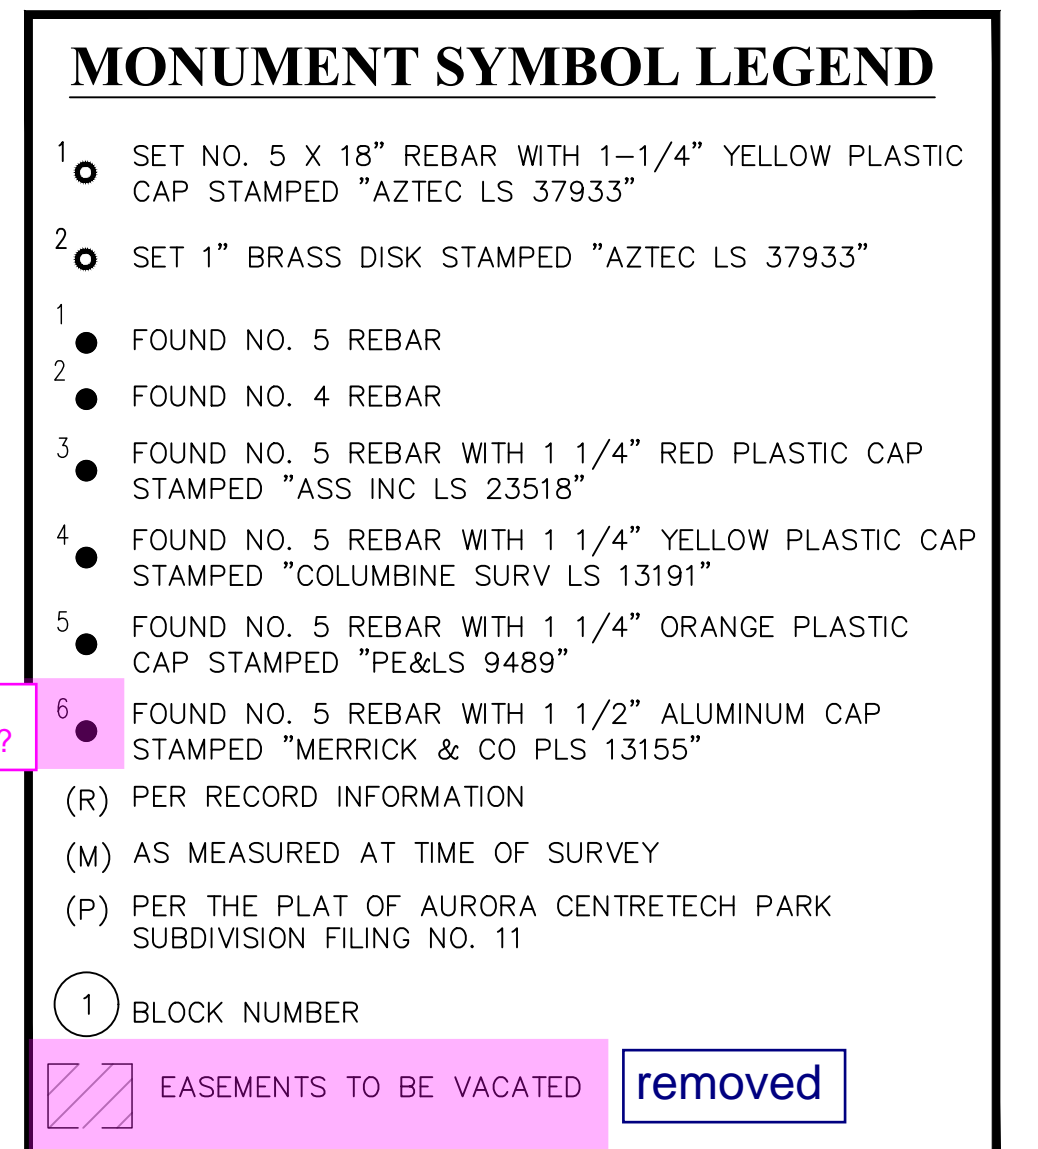 MONUMENT SYMBOL LEGEND
1 SET NO. 5 X 18" REBAR WITH 1-1/4" YELLOW PLASTIC
CAP STAMPED "AZTEC LS 37933"
2 SET 1" BRASS DISK STAMPED "AZTEC LS 37933"
1 FOUND NO. 5 REBAR
2 FOUND NO. 4 REBAR
3 FOUND NO. 5 REBAR WITH 1 1/4" RED PLASTIC CAP
STAMPED "ASS INC LS 23518"
4 FOUND NO. 5 REBAR WITH 1 1/4" YELLOW PLASTIC CAP
STAMPED "COLUMBINE SURV LS 13191"
5 FOUND NO. 5 REBAR WITH 1 1/4" ORANGE PLASTIC
CAP STAMPED "PE&LS 9489"
6 FOUND NO. 5 REBAR WITH 1 1/2" ALUMINUM CAP
? STAMPED "MERRICK & CO PLS 13155"
(R) PER RECORD INFORMATION
(M) AS MEASURED AT TIME OF SURVEY
(P) PER THE PLAT OF AURORA CENTRETECH PARK
SUBDIVISION FILING NO. 11
1 BLOCK NUMBER
EASEMENTS TO BE VACATED removed